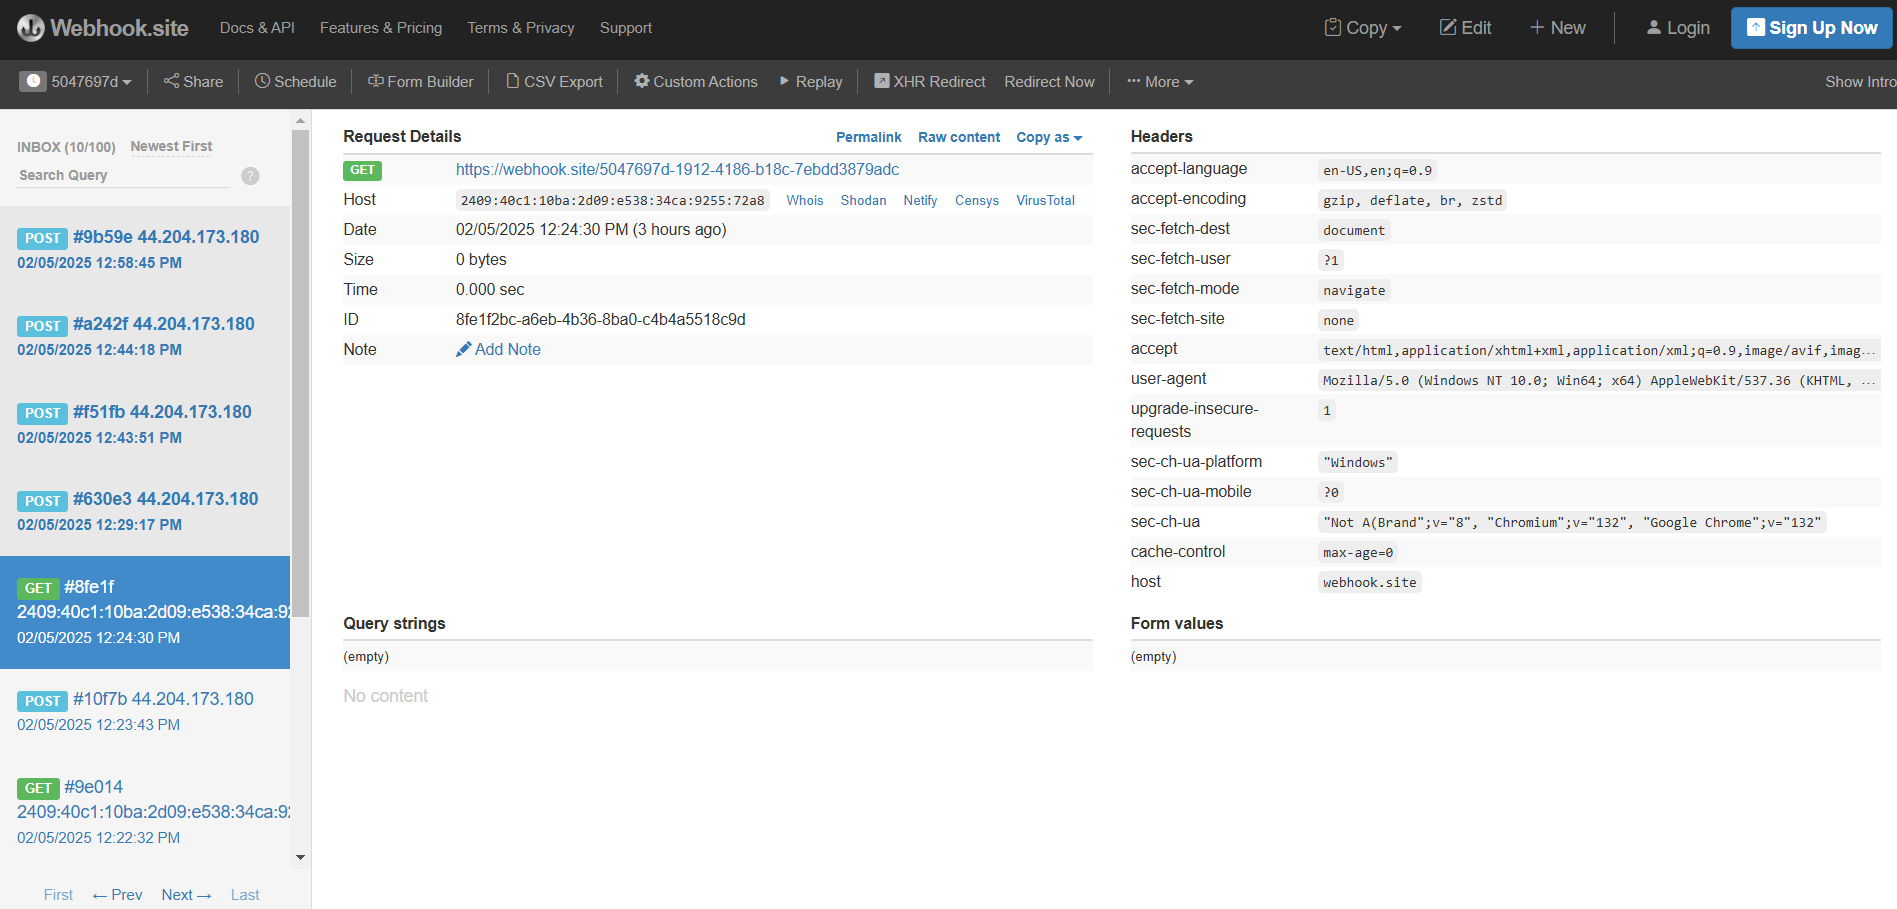 Webhook.site Docs & API Features & Pricing Terms & Privacy Support Copy Edit New Login Sign Up Now
5047697d Share Schedule Form Builder CSV Export Custom Actions Replay XHR Redirect Redirect Now More Show Intro
INBOX (10/100) Newest First
Search Query ?
POST #9b59e 44.204.173.180
02/05/2025 12:58:45 PM
POST #a242f 44.204.173.180
02/05/2025 12:44:18 PM
POST #f51fb 44.204.173.180
02/05/2025 12:43:51 PM
POST #630e3 44.204.173.180
02/05/2025 12:29:17 PM
GET #8fe1f
2409:40c1:10ba:2d09:e538:34ca:92
02/05/2025 12:24:30 PM
POST #10f7b 44.204.173.180
02/05/2025 12:23:43 PM
GET #9e014
2409:40c1:10ba:2d09:e538:34ca:92
02/05/2025 12:22:32 PM
First ← Prev Next → Last
Request Details Permalink Raw content Copy as
GET https://webhook.site/5047697d-1912-4186-b18c-7ebdd3879adc
Host 2409:40c1:10ba:2d09:e538:34ca:9255:72a8 Whois Shodan Netify Censys VirusTotal
Date 02/05/2025 12:24:30 PM (3 hours ago)
Size 0 bytes
Time 0.000 sec
ID 8fe1f2bc-a6eb-4b36-8ba0-c4b4a5518c9d
Note Add Note
Headers
accept-language en-US,en;q=0.9
accept-encoding gzip, deflate, br, zstd
sec-fetch-dest document
sec-fetch-user ?1
sec-fetch-mode navigate
sec-fetch-site none
accept text/html,application/xhtml+xml,application/xml;q=0.9,image/avif,imag...
user-agent Mozilla/5.0 (Windows NT 10.0; Win64; x64) AppleWebKit/537.36 (KHTML, ...
upgrade-insecure-
requests 1
sec-ch-ua-platform "Windows"
sec-ch-ua-mobile ?0
sec-ch-ua "Not A(Brand";v="8", "Chromium";v="132", "Google Chrome";v="132"
cache-control max-age=0
host webhook.site
Query strings
(empty)
No content
Form values
(empty)